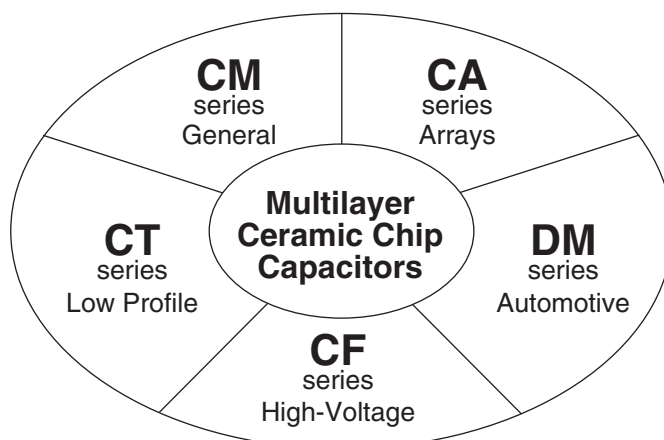 CM
series
General
CA
series
Arrays
Multilayer
Ceramic Chip
Capacitors
CT
series
Low Profile
DM
series
Automotive
CF
series
High-Voltage